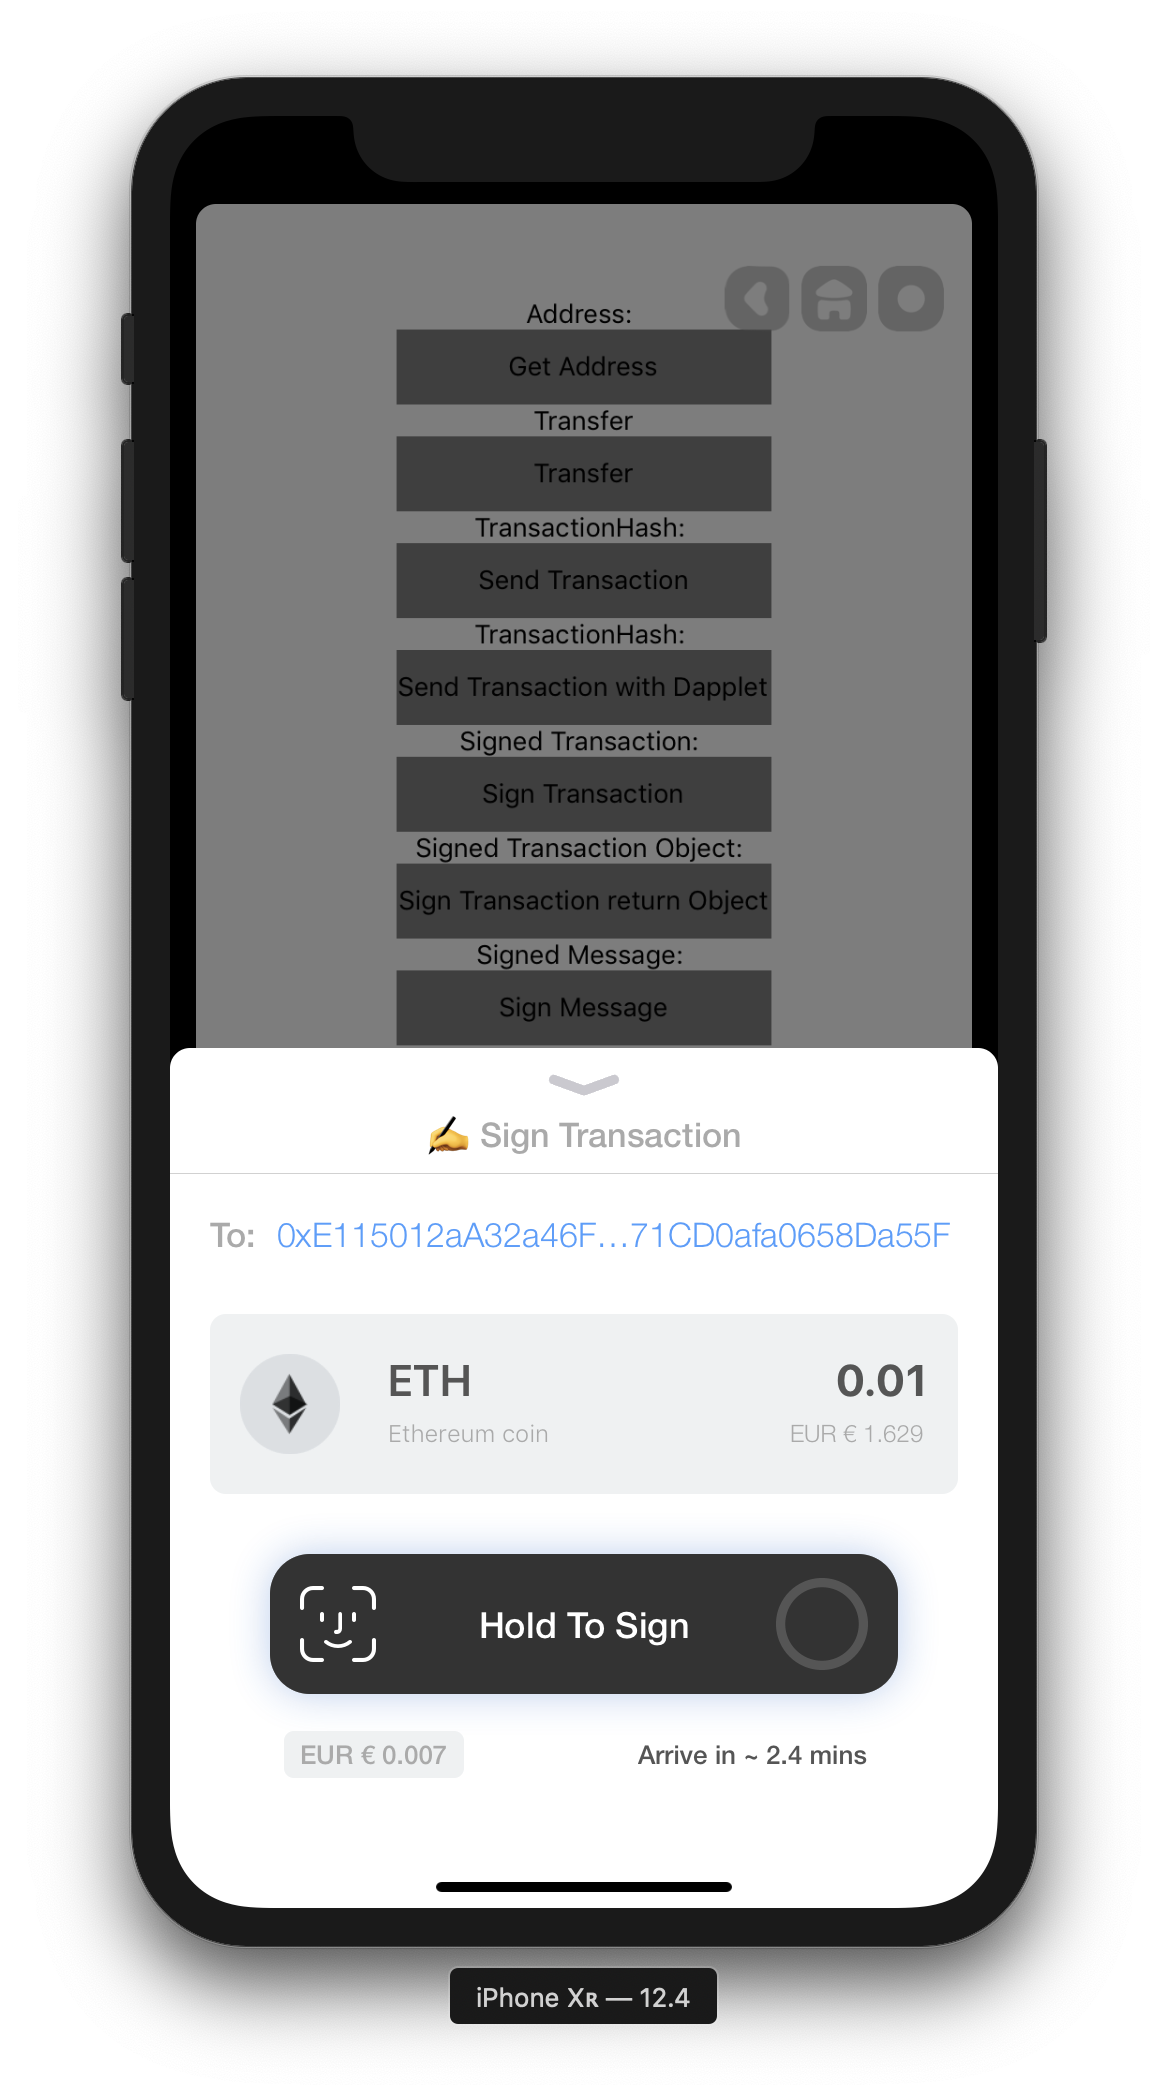 Address:
Get Address
Transfer
Transfer
TransactionHash:
Send Transaction
TransactionHash:
Send Transaction with Dapplet
Signed Transaction:
Sign Transaction
Signed Transaction Object:
Sign Transaction return Object
Signed Message:
Sign Message
✍️ Sign Transaction
To: 0xE115012aA32a46F...71CD0afa0658Da55F
ETH 0.01
Ethereum coin EUR € 1.629
Hold To Sign
EUR € 0.007 Arrive in ~ 2.4 mins
iPhone Xʀ — 12.4